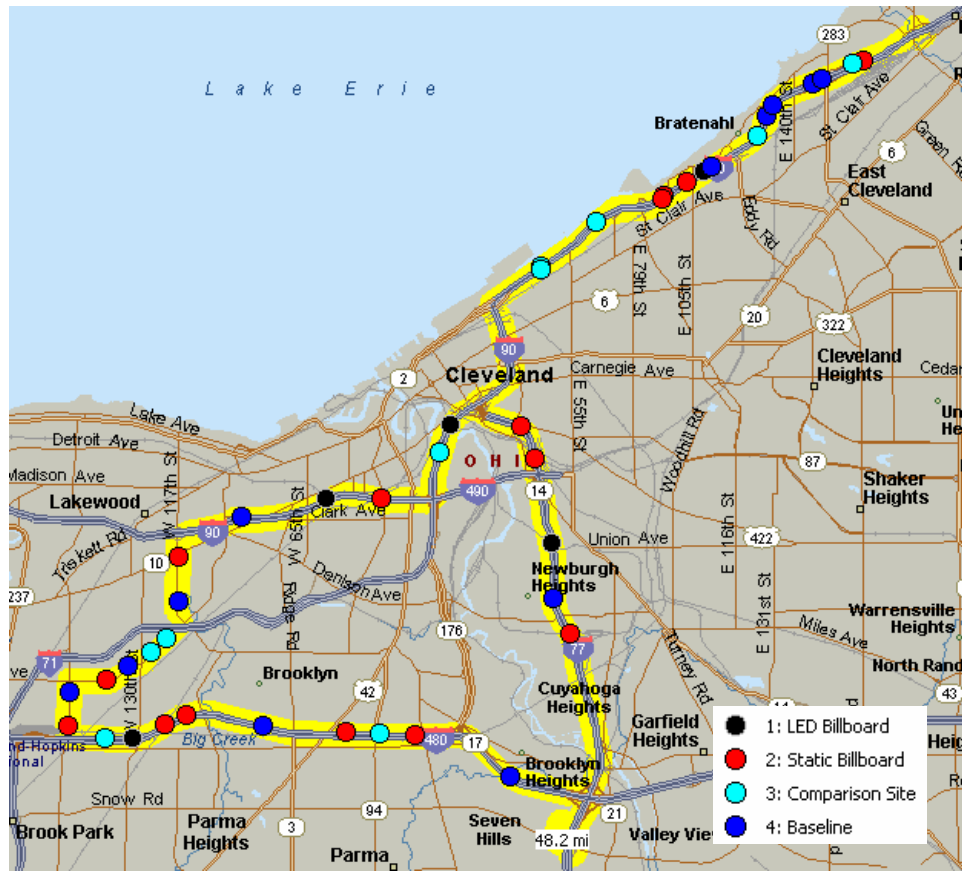 283
Lake Erie
E 140th St
St Clair Ave
Green Rd
Bratenahl
6
East
Cleveland
Eddy Rd
St Clair Ave
E 79th St
E 105th St
6
20
322
90
2
Cleveland
Carnegie Ave
Cleveland
Heights
Cedar
E 55th St
Woodhill Rd
Lake Ave
Detroit Ave
Madison Ave
W 117th St
Lakewood
O H I
87
Shaker
Heights
490
14
W 65th St
Clark Ave
90
Triskett Rd
10
Union Ave
E 116th St
422
Denison Ave
Newburgh
Heights
237
Ridge Rd
E 131st St
Warrensville
Heights
Miles Ave
176
71
77
Turney Rd
North Rand
W 130th St
Brooklyn
42
Cuyahoga
Heights
43
14
Garfield
Heights
Big Creek
480
17
Brooklyn
Heights
Snow Rd
94
21
Brook Park
Parma
Heights
3
Seven
Hills
Valley View
48.2 mi
Parma
1: LED Billboard
2: Static Billboard
3: Comparison Site
4: Baseline